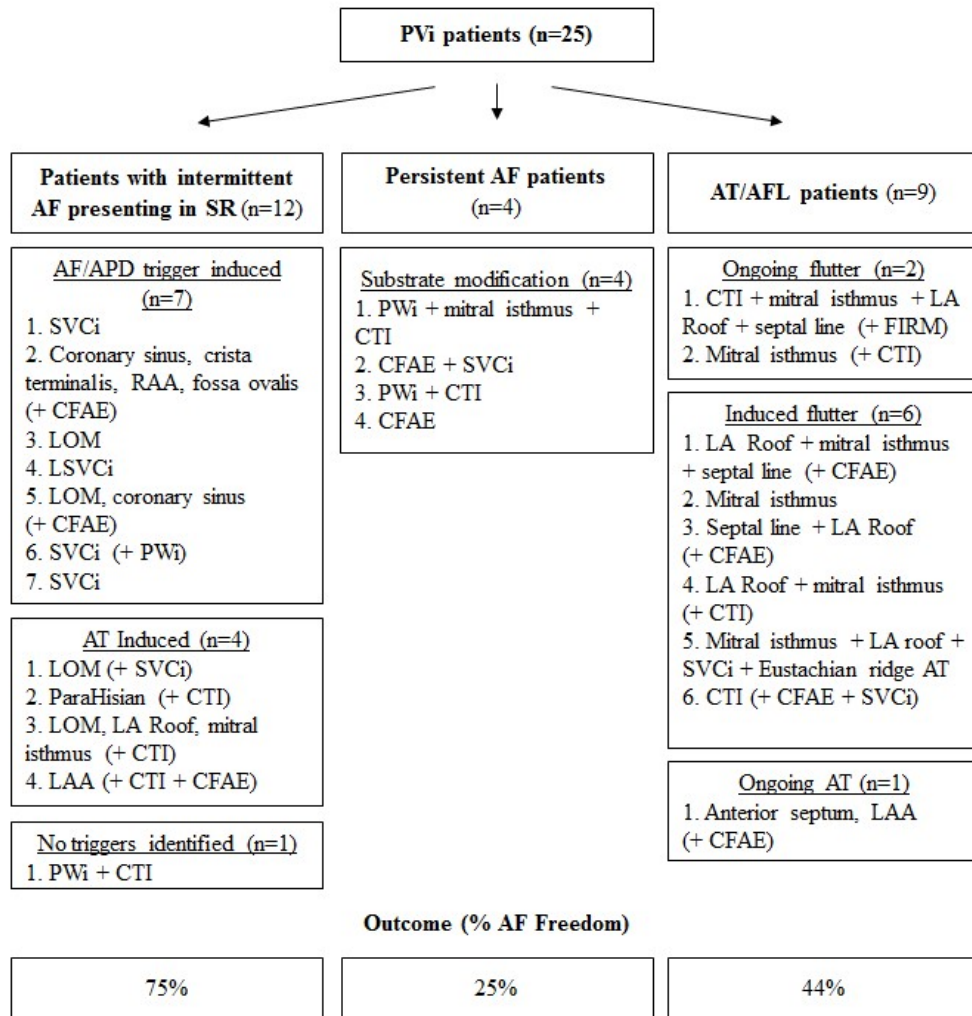 PVi patients (n=25)
Patients with intermittent
AF presenting in SR (n=12)
AF/APD trigger induced
(n=7)
1. SVCi
2. Coronary sinus, crista
terminalis, RAA, fossa ovalis
(+ CFAE)
3. LOM
4. LSVCi
5. LOM, coronary sinus
(+ CFAE)
6. SVCi (+ PWi)
7. SVCi
AT Induced (n=4)
1. LOM (+ SVCi)
2. ParaHisian (+ CTI)
3. LOM, LA Roof, mitral
isthmus (+ CTI)
4. LAA (+ CTI + CFAE)
No triggers identified (n=1)
1. PWi + CTI
Persistent AF patients
(n=4)
Substrate modification (n=4)
1. PWi + mitral isthmus +
CTI
2. CFAE + SVCi
3. PWi + CTI
4. CFAE
AT/AFL patients (n=9)
Ongoing flutter (n=2)
1. CTI + mitral isthmus + LA
Roof + septal line (+ FIRM)
2. Mitral isthmus (+ CTI)
Induced flutter (n=6)
1. LA Roof + mitral isthmus
+ septal line (+ CFAE)
2. Mitral isthmus
3. Septal line + LA Roof
(+ CFAE)
4. LA Roof + mitral isthmus
(+ CTI)
5. Mitral isthmus + LA roof +
SVCi + Eustachian ridge AT
6. CTI (+ CFAE + SVCi)
Ongoing AT (n=1)
1. Anterior septum, LAA
(+ CFAE)
Outcome (% AF Freedom)
75%
25%
44%